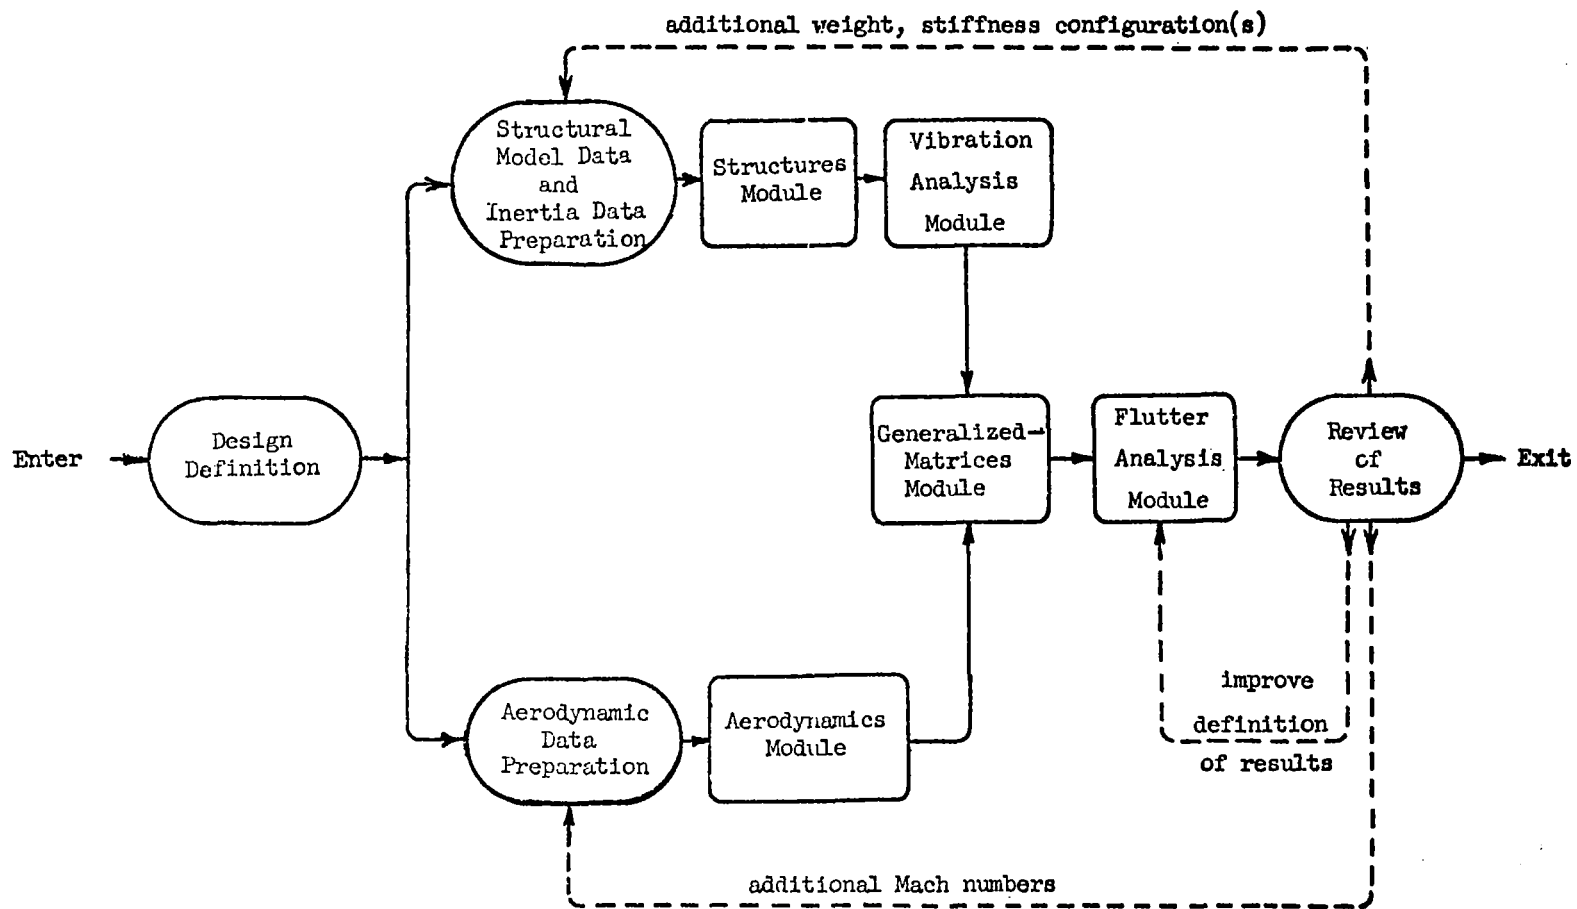 additional weight, stiffness configuration(s)
Structural
Model Data
and
Inertia Data
Preparation
Structures
Module
Vibration
Analysis
Module
Enter
Design
Definition
Generalized-
Matrices
Module
Flutter
Analysis
Module
Review
of
Results
Exit
Aerodynamic
Data
Preparation
Aerodynamics
Module
improve
definition
of results
additional Mach numbers